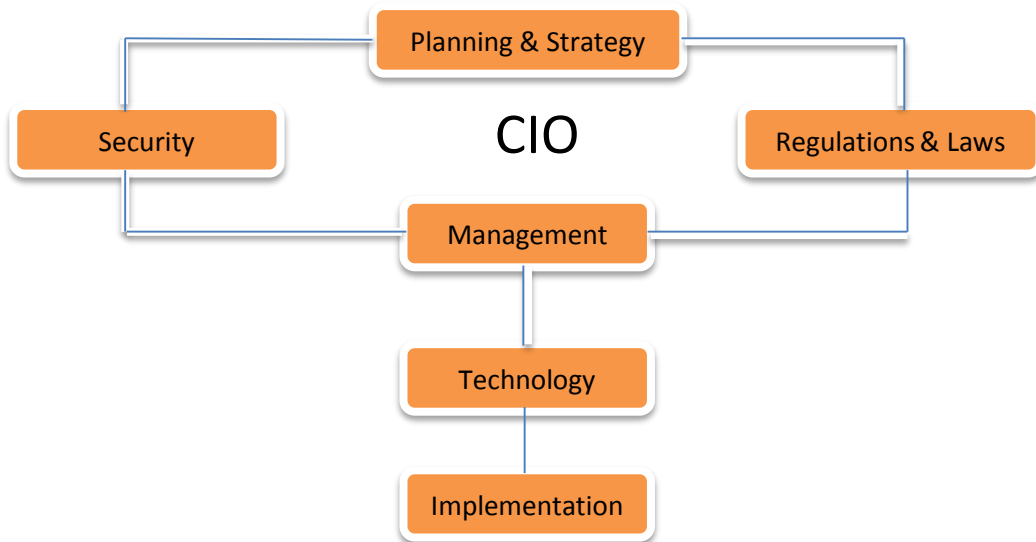 Planning & Strategy
Security
CIO
Regulations & Laws
Management
Technology
Implementation